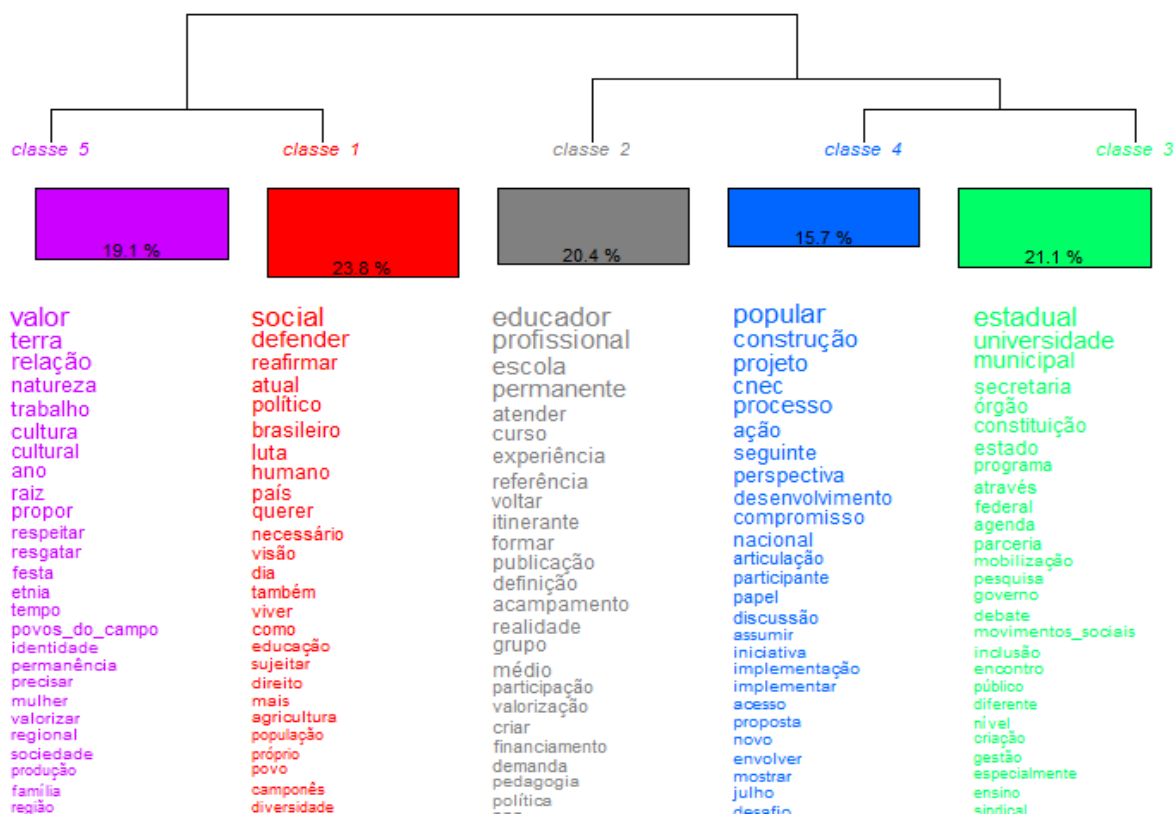 classe 5
classe 1
classe 2
classe 4
classe 3
19.1 %
23.8 %
20.4 %
15.7 %
21.1 %
valor
terra
relação
natureza
trabalho
cultura
cultural
ano
raiz
propor
respeitar
resgatar
festa
etnia
tempo
povos_do_campo
identidade
permanência
precisar
mulher
valorizar
regional
sociedade
produção
família
região
social
defender
reafirmar
atual
político
brasileiro
luta
humano
país
querer
necessário
visão
dia
também
viver
como
educação
sujeitar
direito
mais
agricultura
população
próprio
povo
camponês
diversidade
educador
profissional
escola
permanente
atender
curso
experiência
referência
voltar
itinerante
formar
publicação
definição
acampamento
realidade
grupo
médio
participação
valorização
criar
financiamento
demanda
pedagogia
política
popular
construção
projeto
cnec
processo
ação
seguinte
perspectiva
desenvolvimento
compromisso
nacional
articulação
participante
papel
discussão
assumir
iniciativa
implementação
implementar
acesso
proposta
novo
envolver
mostrar
julho
desafio
estadual
universidade
municipal
secretaria
órgão
constituição
estado
programa
através
federal
agenda
parceria
mobilização
pesquisa
governo
debate
movimentos_sociais
inclusão
encontro
público
diferente
nível
criação
gestão
especialmente
ensino
sindical